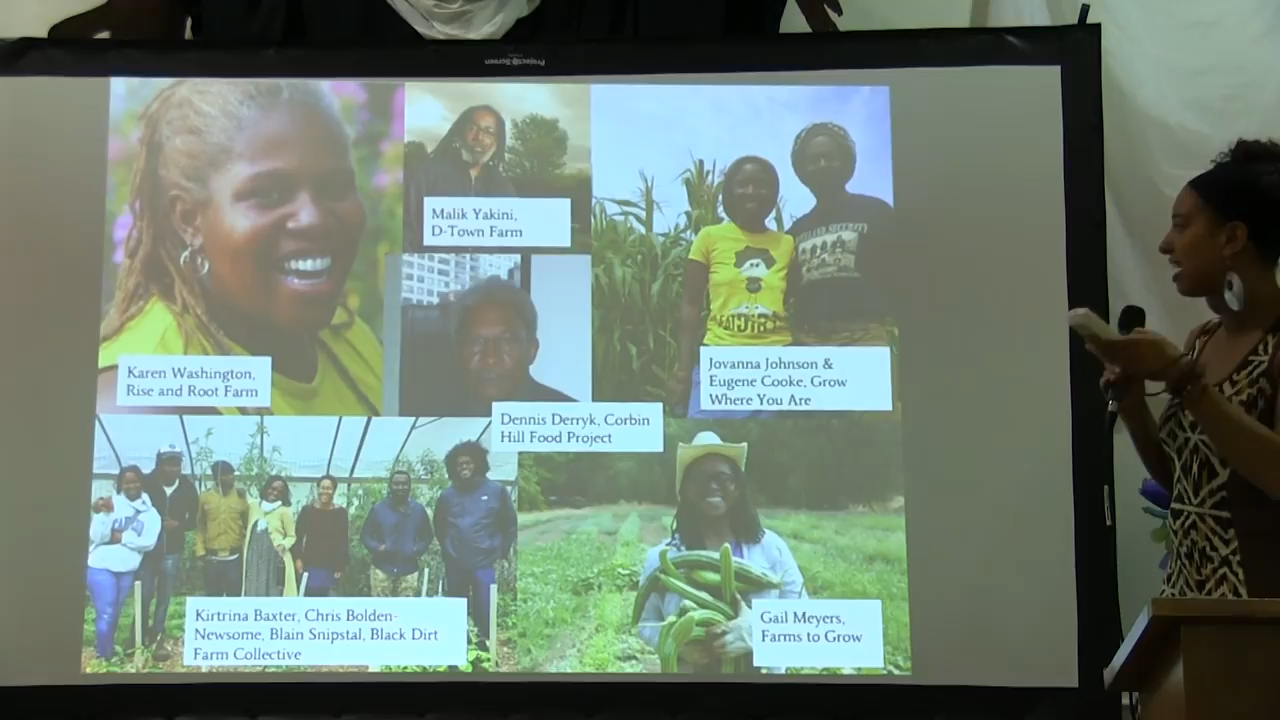 Project@Screen
Karen Washington,
Rise and Root Farm
Malik Yakini,
D-Town Farm
Jovanna Johnson &
Eugene Cooke, Grow
Where You Are
Dennis Derryk, Corbin
Hill Food Project
Kirtrina Baxter, Chris Bolden-
Newsome, Blain Snipstal, Black Dirt
Farm Collective
Gail Meyers,
Farms to Grow